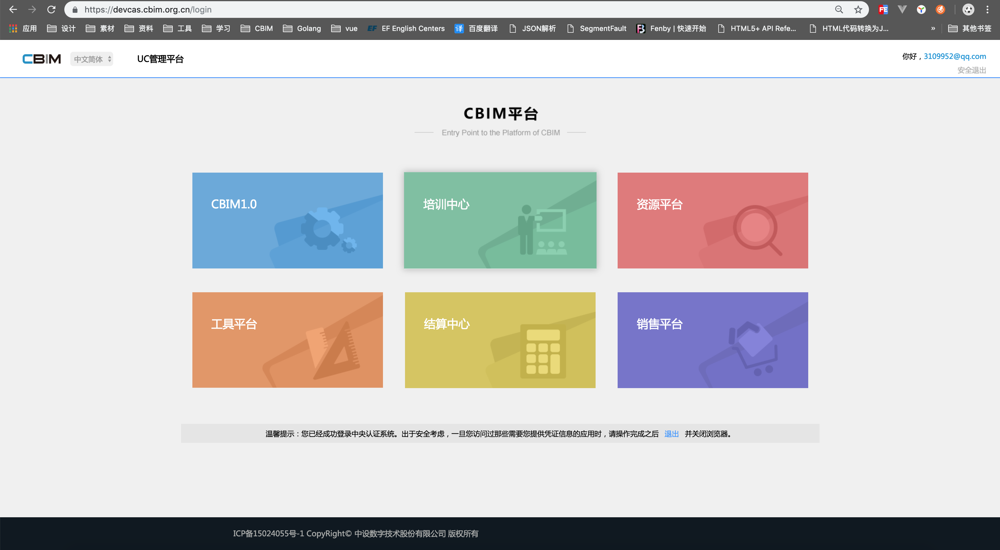 https://devcas.cbim.org.cn/login
应用 设计 素材 资料 工具 学习 CBIM Golang vue EF EF English Centers 译 百度翻译 JSON解析 SegmentFault Fenby | 快速开始 HTML5+ API Refe... HTML代码转换为J... » 其他书签
CBIM 中文简体 UC管理平台 你好，3109952@qq.com
安全退出
CBIM平台
Entry Point to the Platform of CBIM
CBIM1.0 培训中心 资源平台
工具平台 结算中心 销售平台
温馨提示：您已经成功登录中央认证系统。出于安全考虑，一旦您访问过那些需要您提供凭证信息的应用时，请操作完成之后 退出 并关闭浏览器。
ICP备15024055号-1 CopyRight© 中设数字技术股份有限公司 版权所有